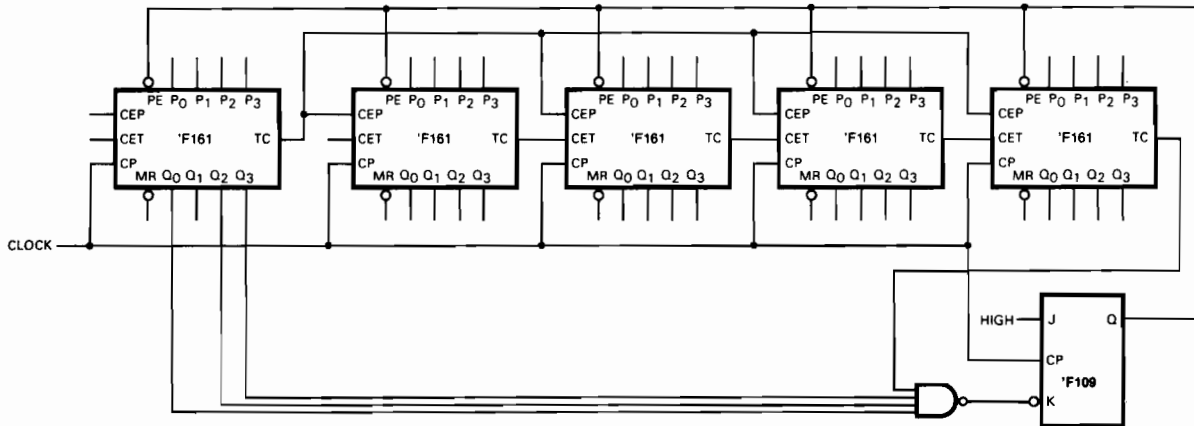 PE P0 P1 P2 P3
CEP
CET 'F161 TC
CP
MR Q0 Q1 Q2 Q3
PE P0 P1 P2 P3
CEP
CET 'F161 TC
CP
MR Q0 Q1 Q2 Q3
PE P0 P1 P2 P3
CEP
CET 'F161 TC
CP
MR Q0 Q1 Q2 Q3
PE P0 P1 P2 P3
CEP
CET 'F161 TC
CP
MR Q0 Q1 Q2 Q3
PE P0 P1 P2 P3
CEP
CET 'F161 TC
CP
MR Q0 Q1 Q2 Q3
CLOCK
HIGH J Q
CP
'F109
K